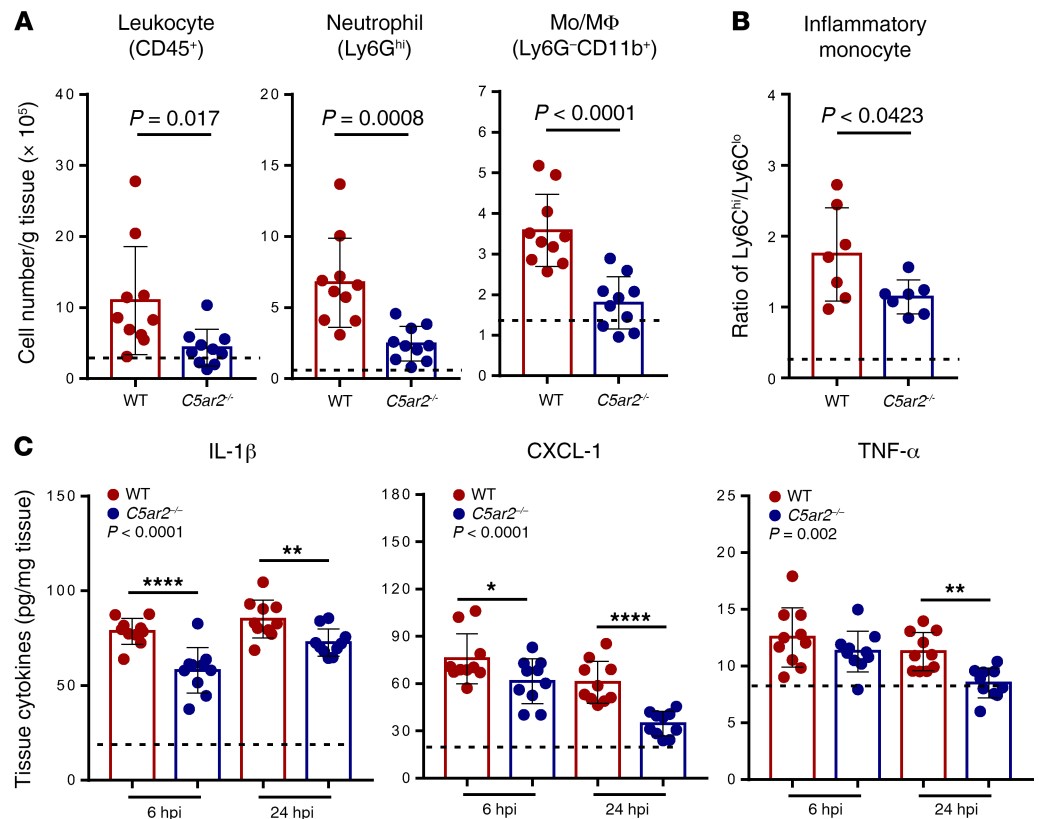 A
Leukocyte
(CD45⁺)
Neutrophil
(Ly6Gʰⁱ)
Mo/MΦ
(Ly6G⁻CD11b⁺)
B
Inflammatory
monocyte
Cell number/g tissue (× 10⁵)
40
30
20
10
0
P = 0.017
WT
C5ar2⁻/⁻
20
15
10
5
0
P = 0.0008
WT
C5ar2⁻/⁻
7
6
5
4
3
2
1
0
P < 0.0001
WT
C5ar2⁻/⁻
Ratio of Ly6Cʰⁱ/Ly6Cˡᵒ
4
3
2
1
0
P < 0.0423
WT
C5ar2⁻/⁻
C
IL-1β
CXCL-1
TNF-α
Tissue cytokines (pg/mg tissue)
150
100
50
0
WT
C5ar2⁻/⁻
P < 0.0001
****
**
6 hpi
24 hpi
180
150
120
90
60
30
0
WT
C5ar2⁻/⁻
P < 0.0001
*
****
6 hpi
24 hpi
25
20
15
10
5
0
WT
C5ar2⁻/⁻
P = 0.002
**
6 hpi
24 hpi